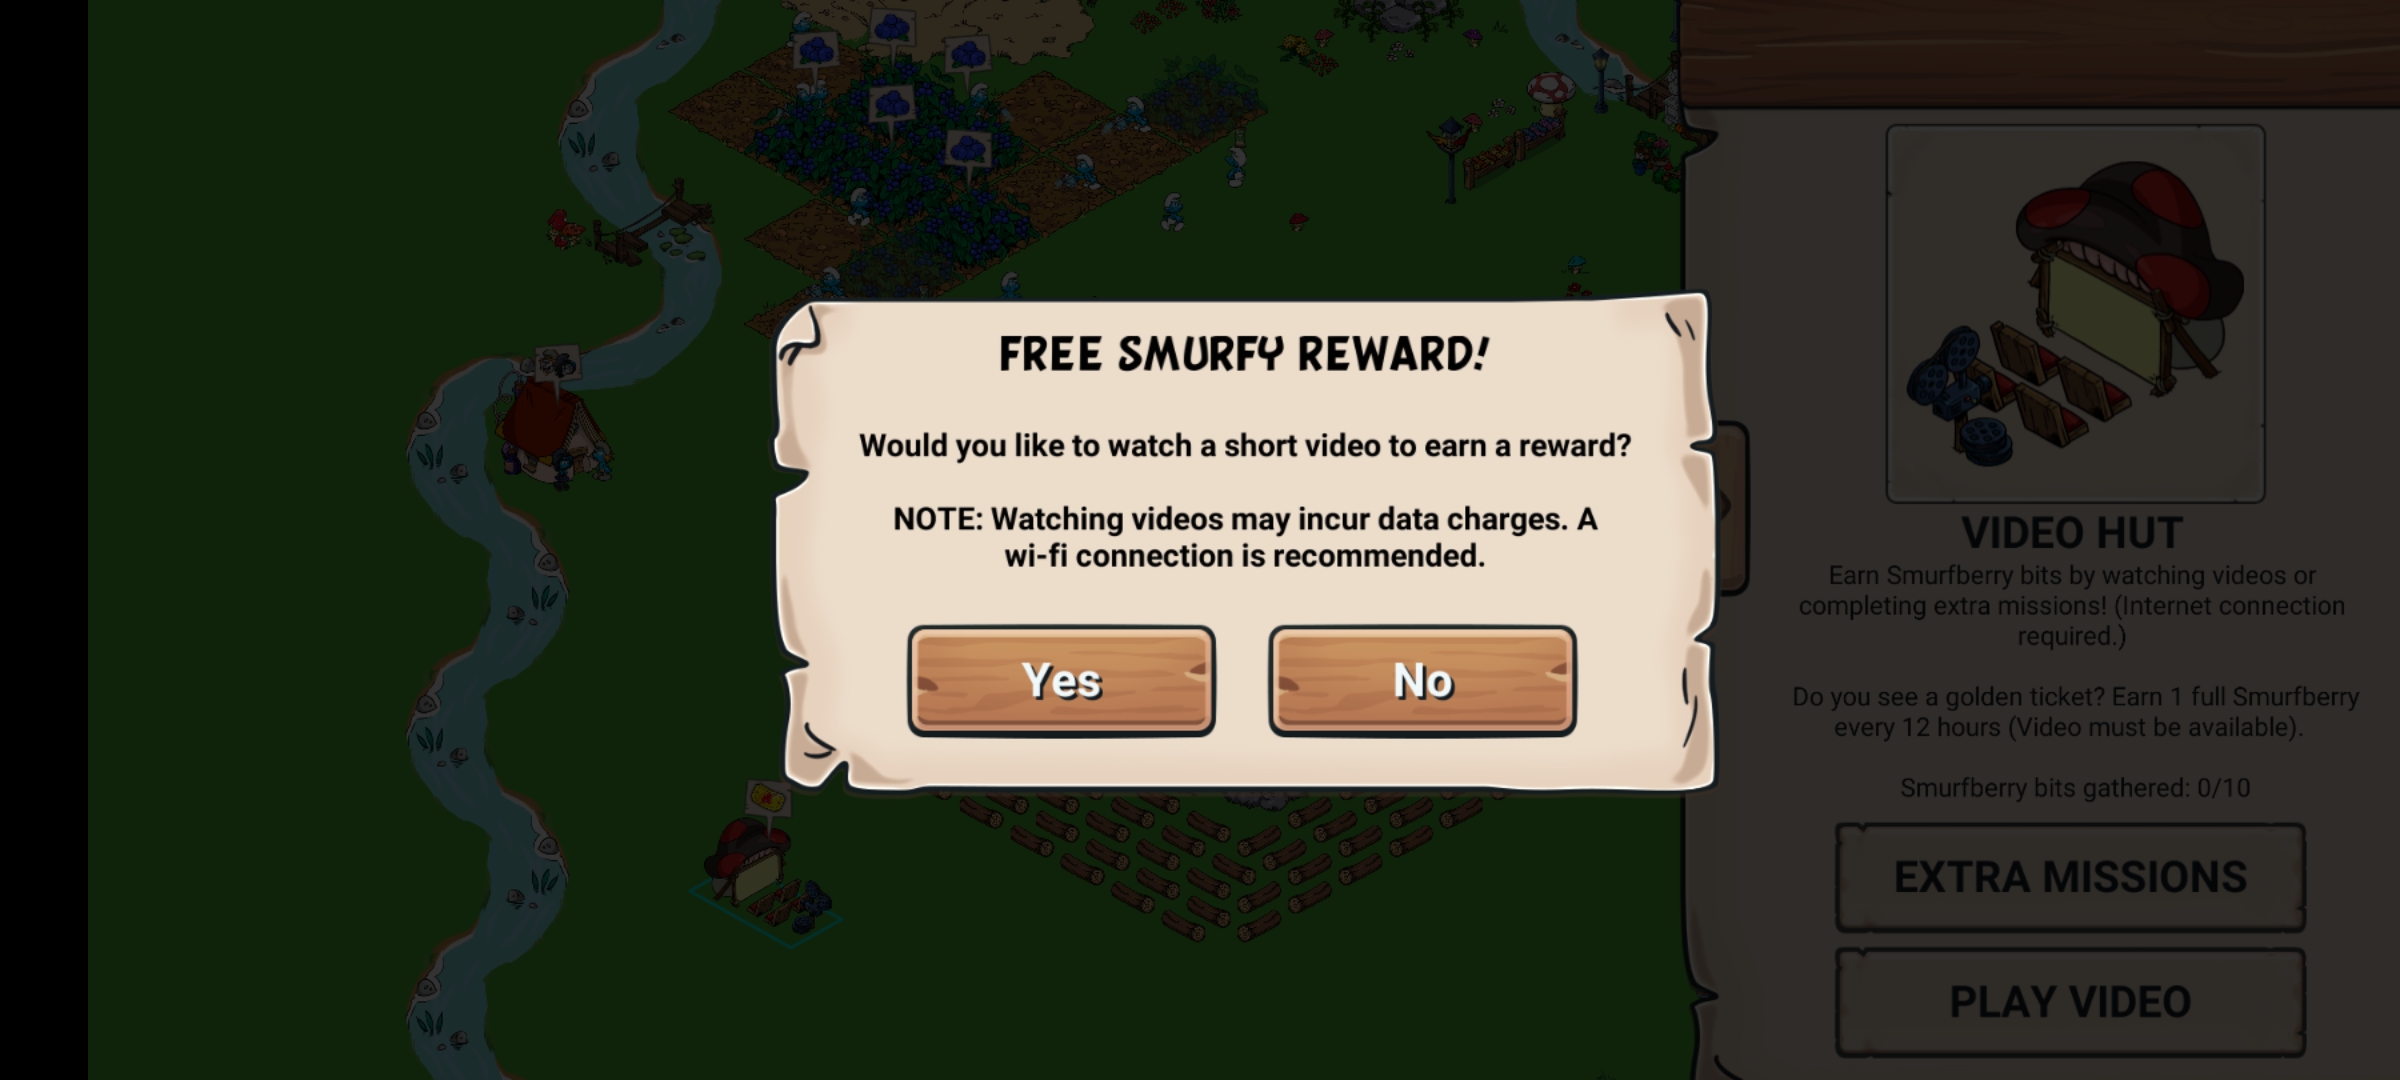 FREE SMURFY REWARD!
Would you like to watch a short video to earn a reward?
NOTE: Watching videos may incur data charges. A
wi-fi connection is recommended.
Yes
No
VIDEO HUT
Earn Smurfberry bits by watching videos or
completing extra missions! (Internet connection
required.)
Do you see a golden ticket? Earn 1 full Smurfberry
every 12 hours (Video must be available).
Smurfberry bits gathered: 0/10
EXTRA MISSIONS
PLAY VIDEO